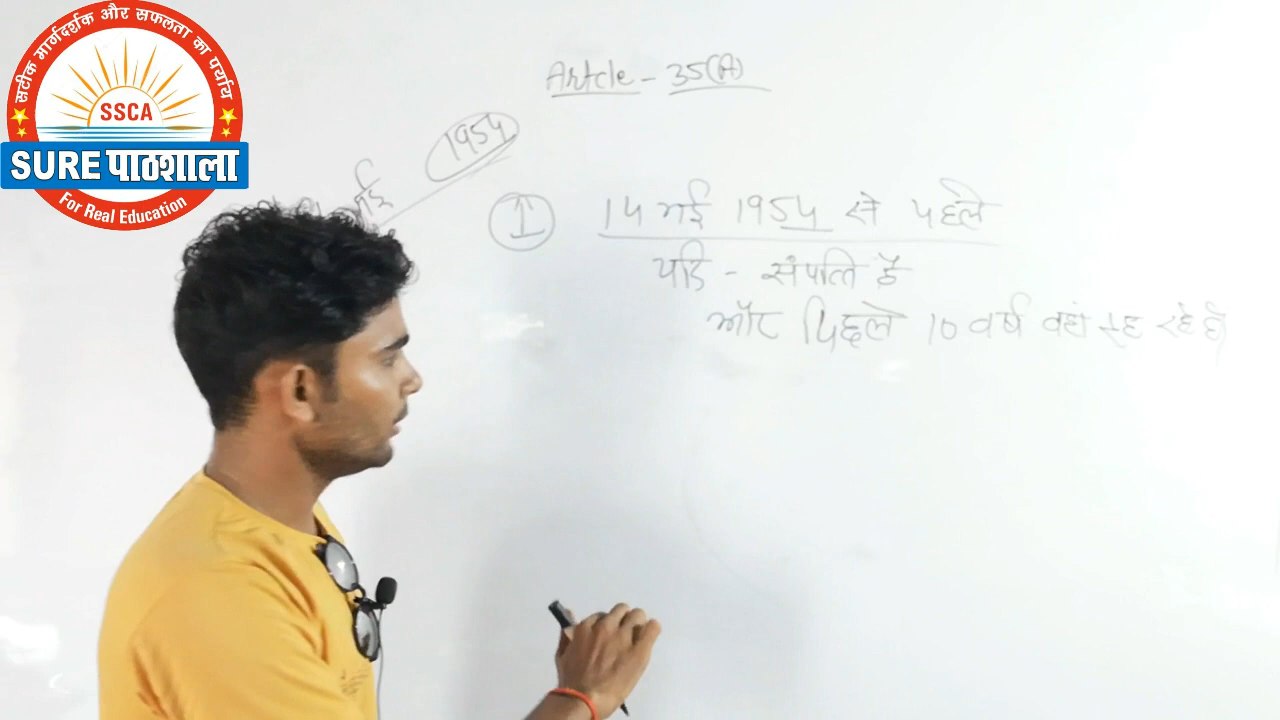 सटीक मार्गदर्शक और सफलता का पर्याय
SSCA
SURE पाठशाला
For Real Education
Article - 35(A)
मई 1954
1 14 मई 1954 से पहले
यदि - संपत्ति है
और पिछले 10 वर्ष वहां रह रहे हो